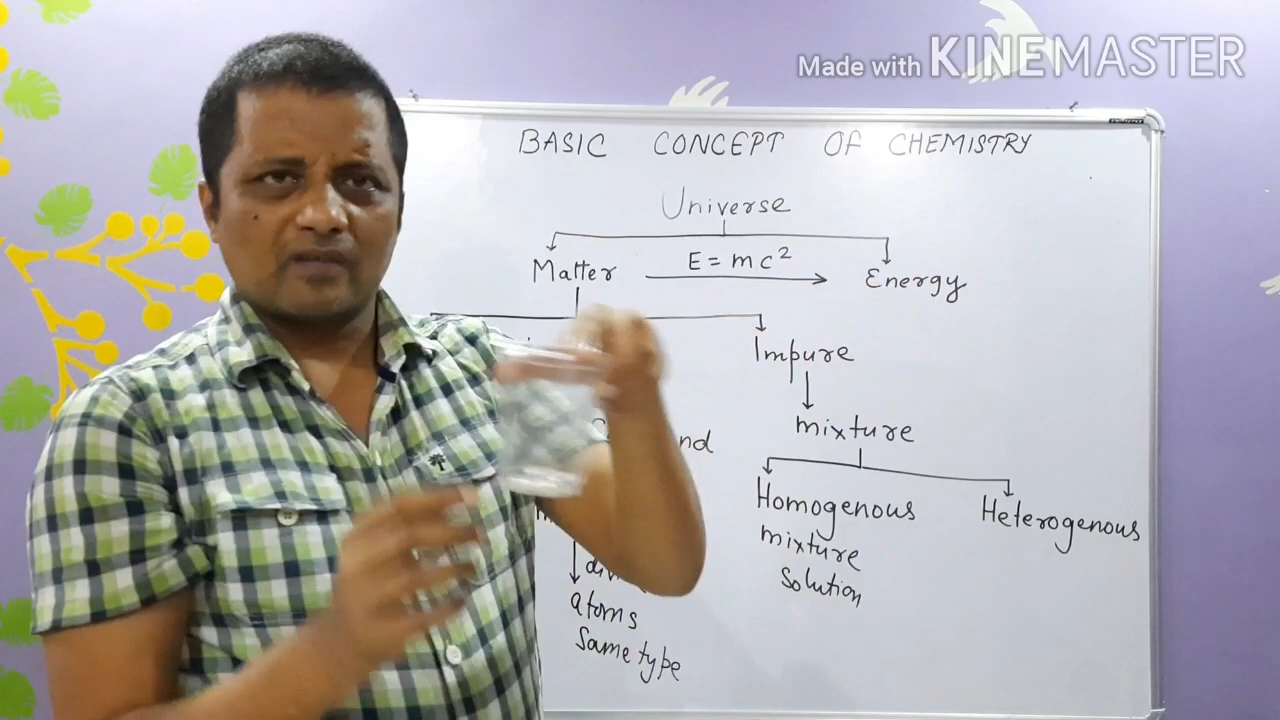 Made with KINEMASTER
BASIC CONCEPT OF CHEMISTRY
Universe
Matter E = mc² Energy
Impure
mixture
Homogenous Heterogenous
mixture
Solution
atoms
Same type